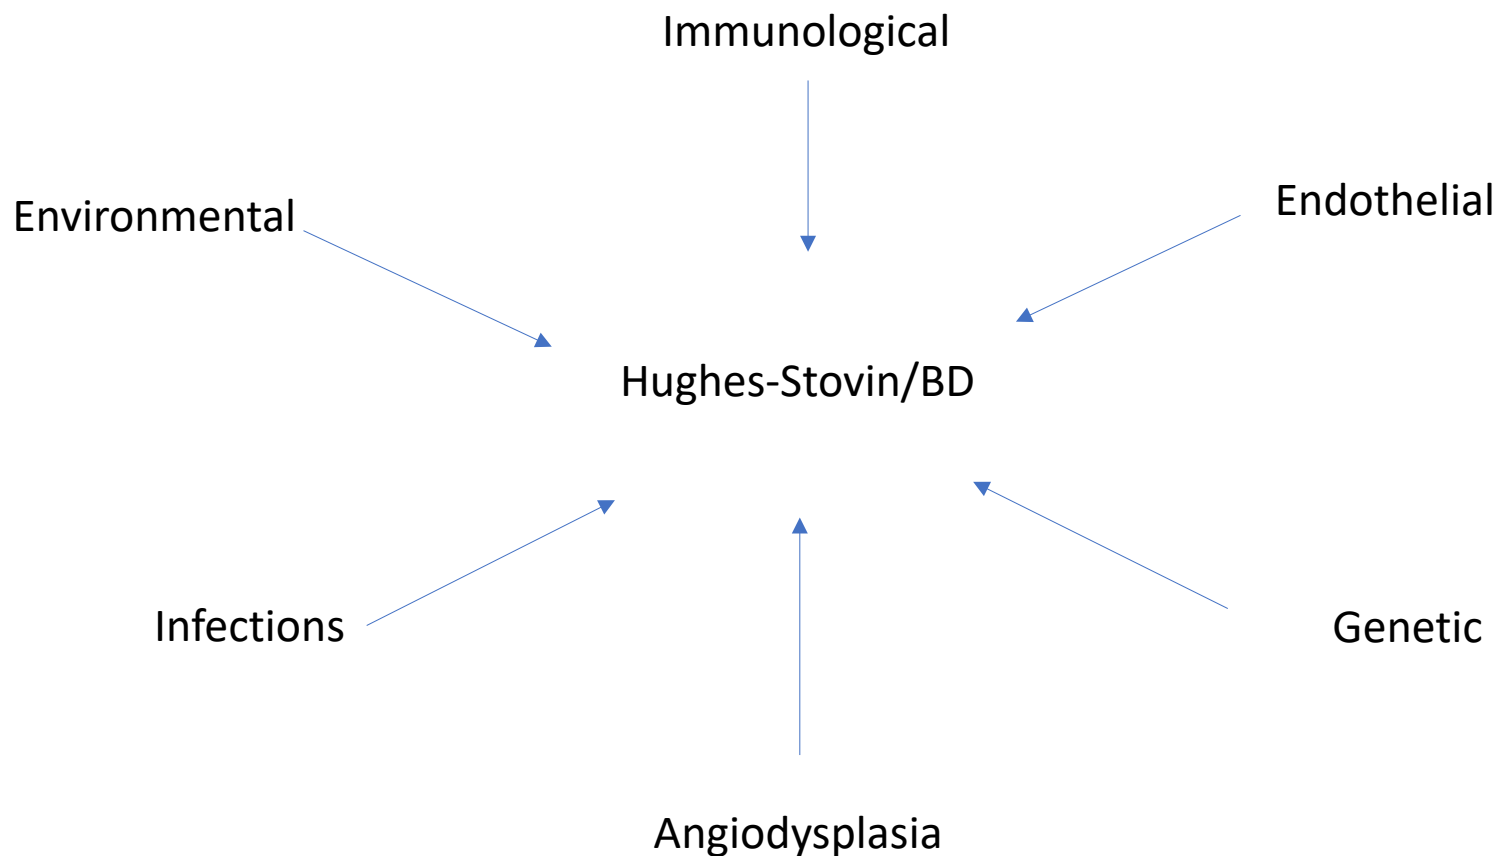 Immunological
Environmental
Endothelial
Hughes-Stovin/BD
Infections
Genetic
Angiodysplasia